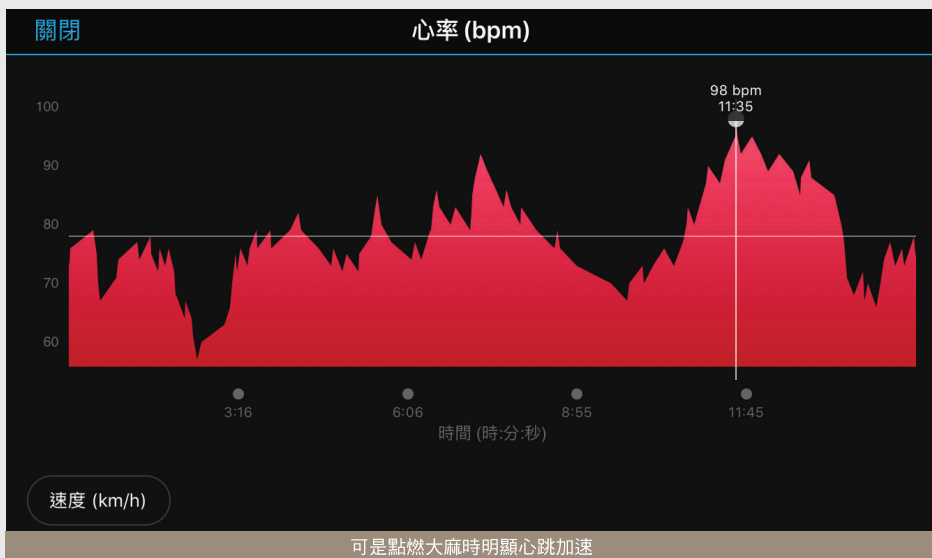 關閉
心率 (bpm)
98 bpm
11:35
100
90
80
70
60
3:16
6:06
8:55
11:45
時間 (時:分:秒)
速度 (km/h)
可是點燃大麻時明顯心跳加速